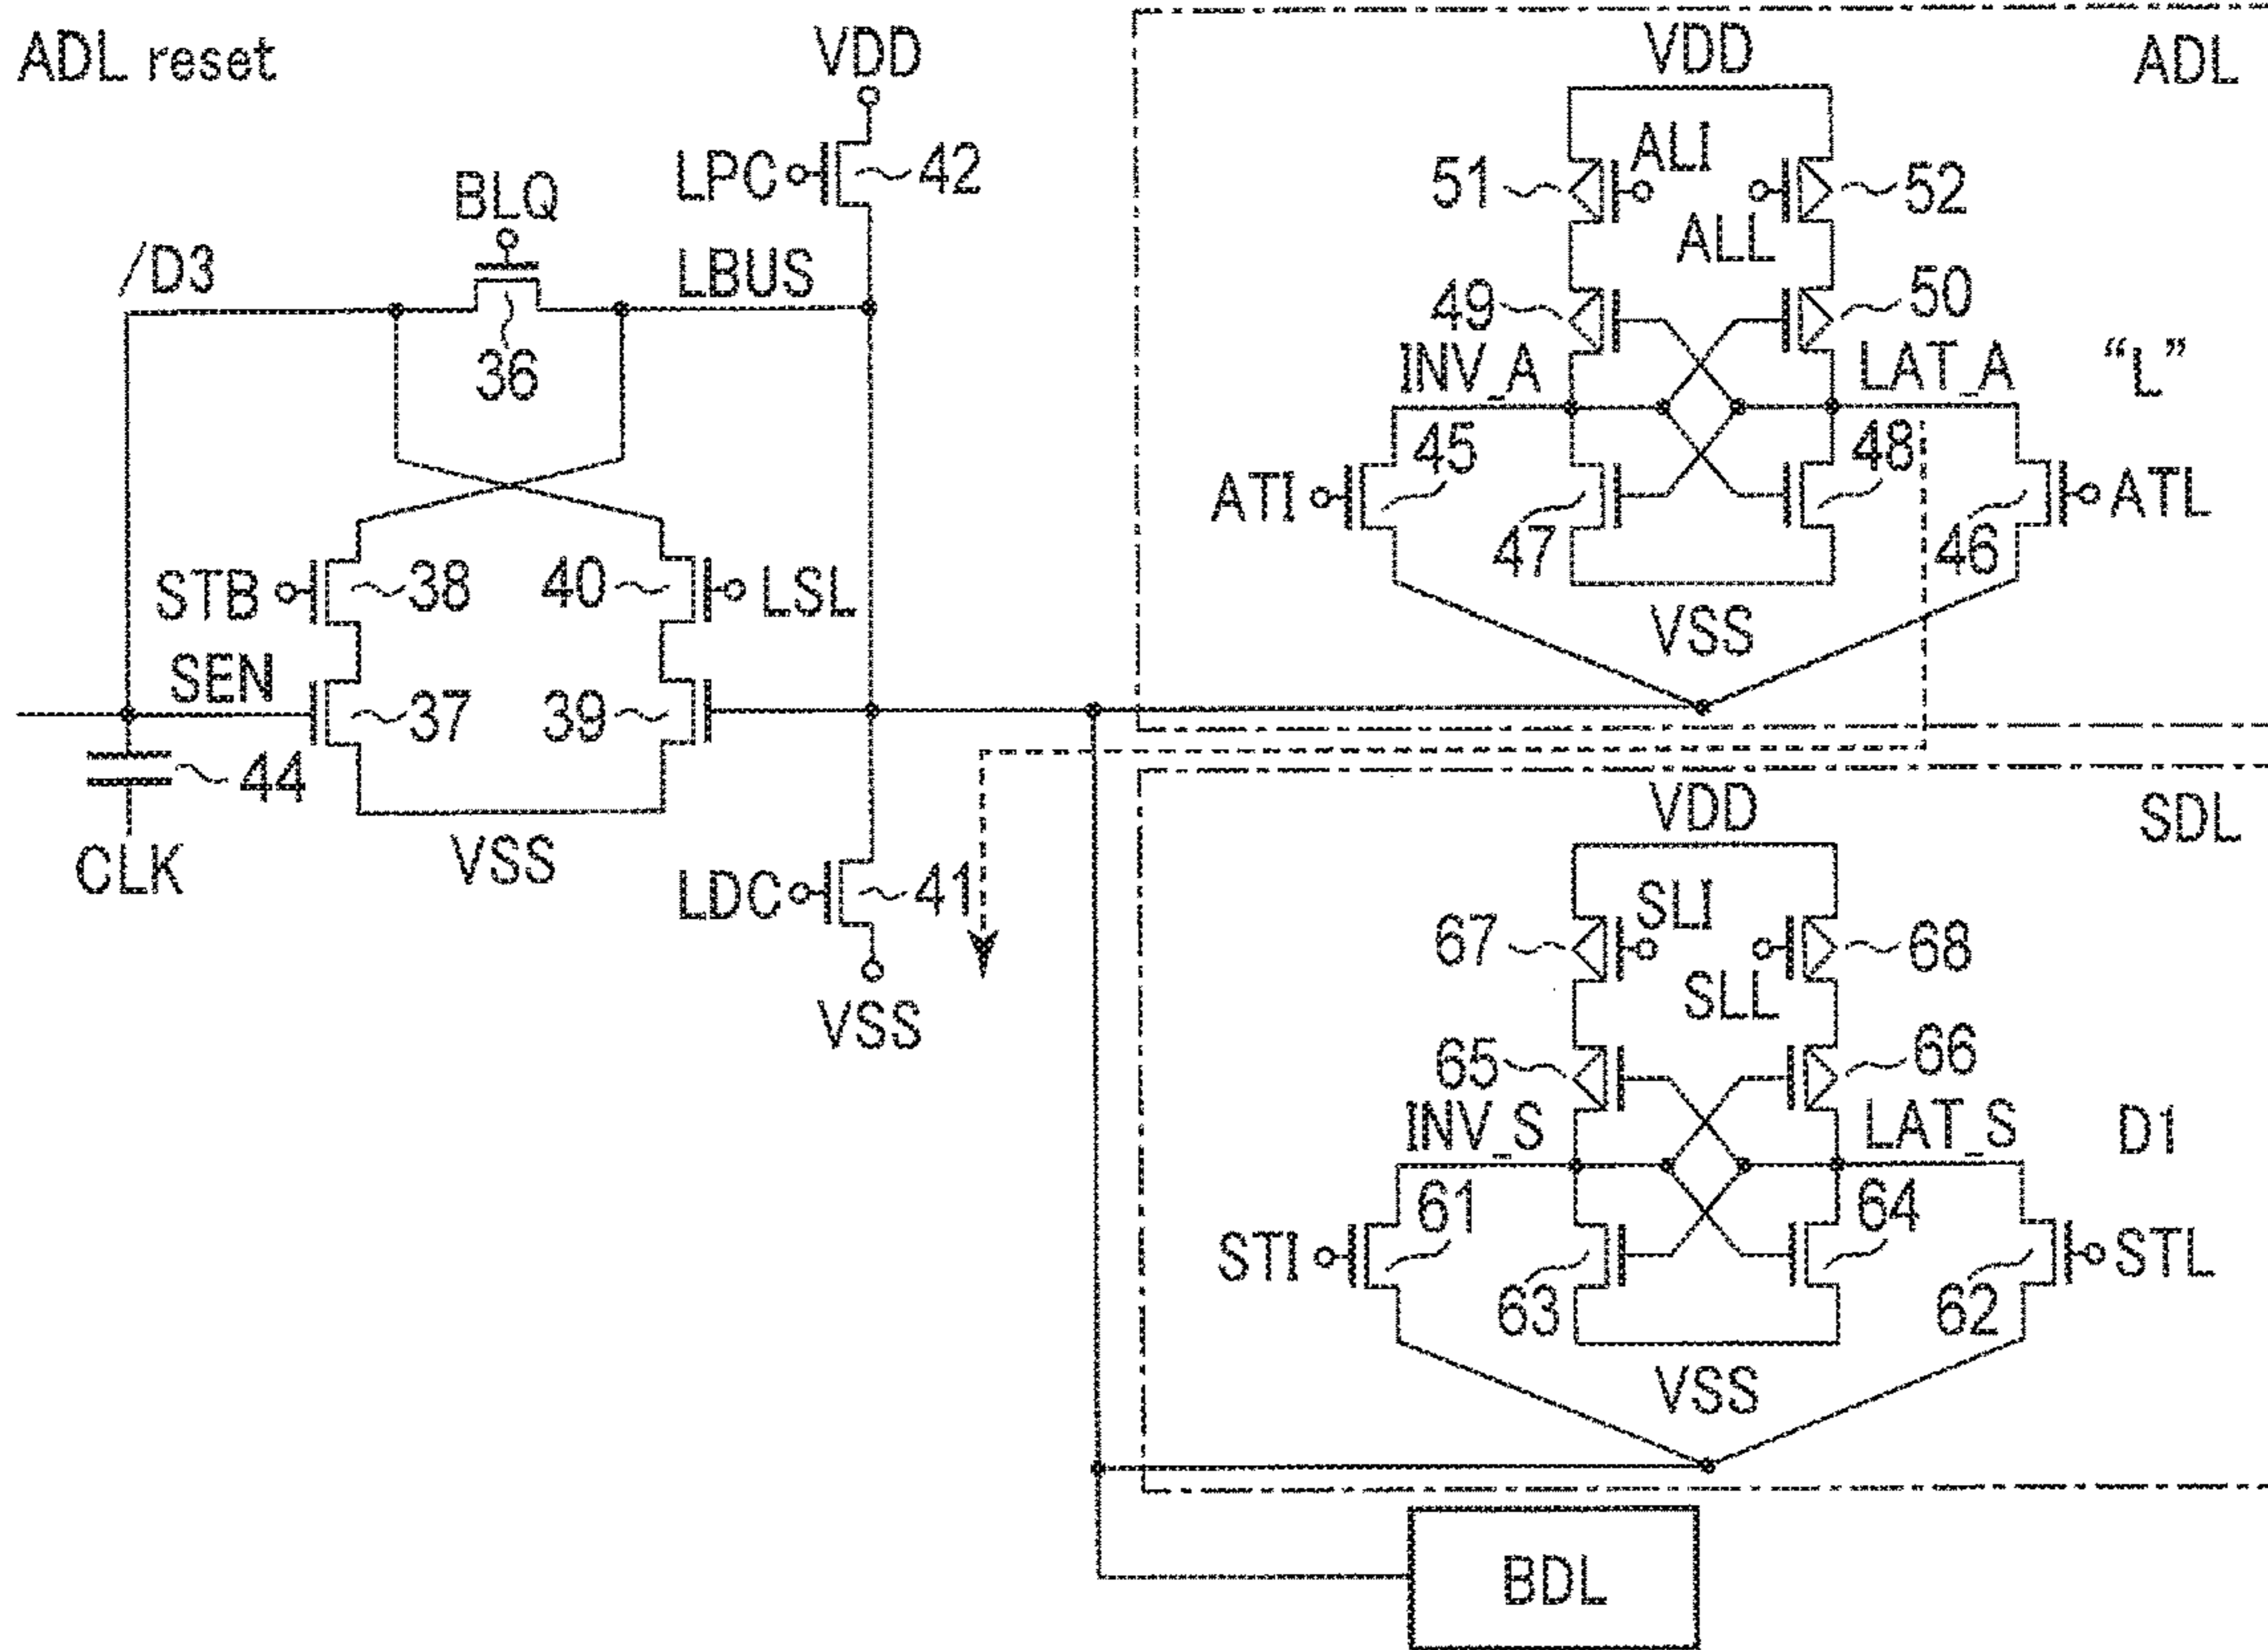 ADL reset
VDD
LPC
42
BLQ
/D3
LBUS
36
STB
38
40
LSL
SEN
37
39
44
CLK
VSS
LDC
41
VSS
ADL
VDD
51
ALI
ALL
52
49
50
INV_A
LAT_A
"L"
ATI
45
47
48
46
ATL
VSS
SDL
VDD
67
SLI
SLL
68
65
66
INV_S
LAT_S
D1
STI
61
63
64
62
STL
VSS
BDL